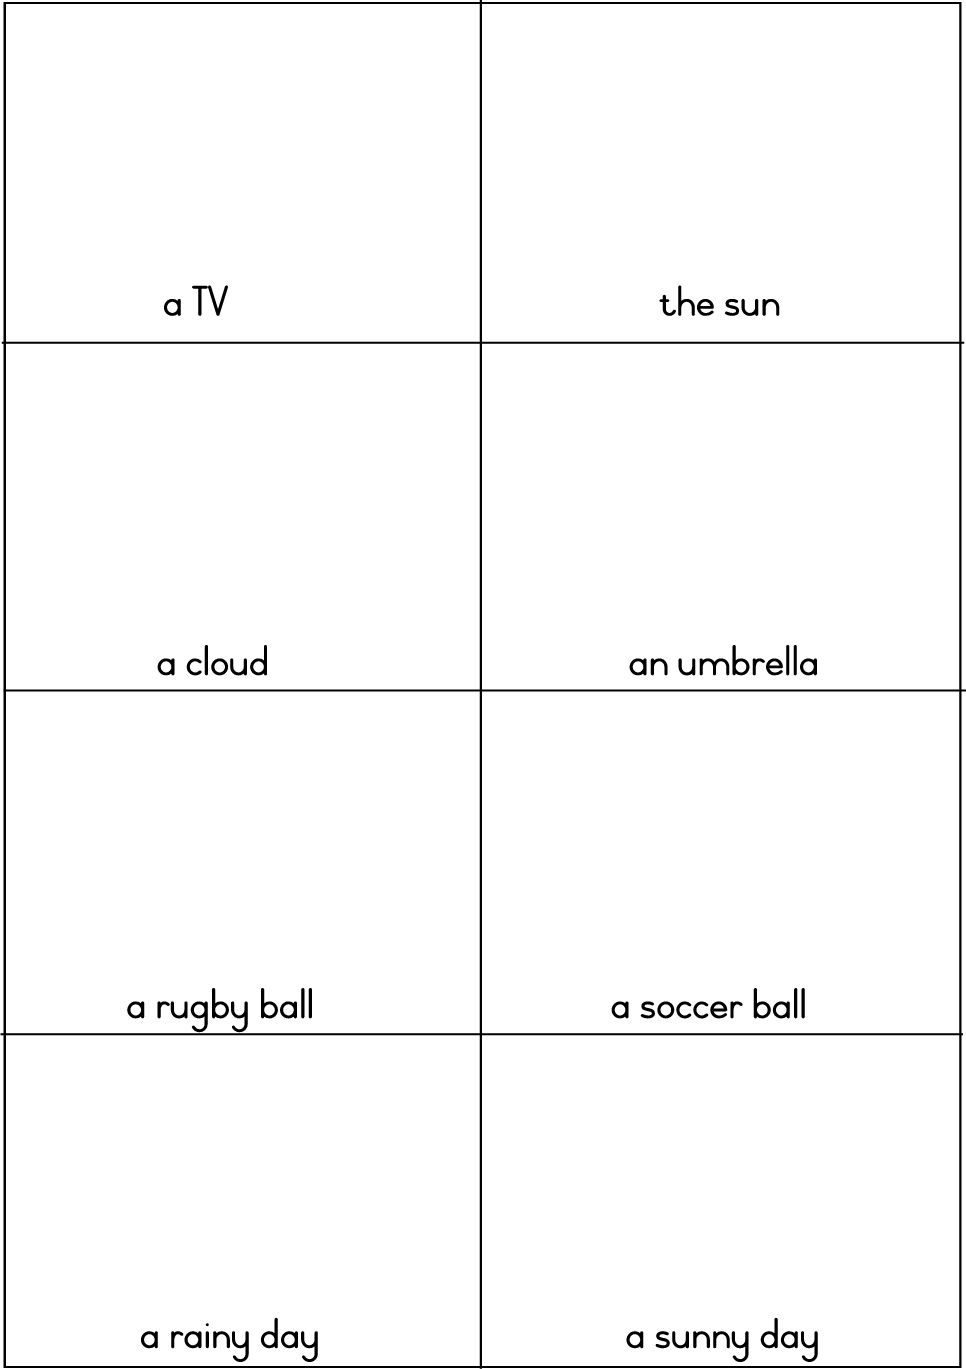 a TV
the sun
a cloud
an umbrella
a rugby ball
a soccer ball
a rainy day
a sunny day